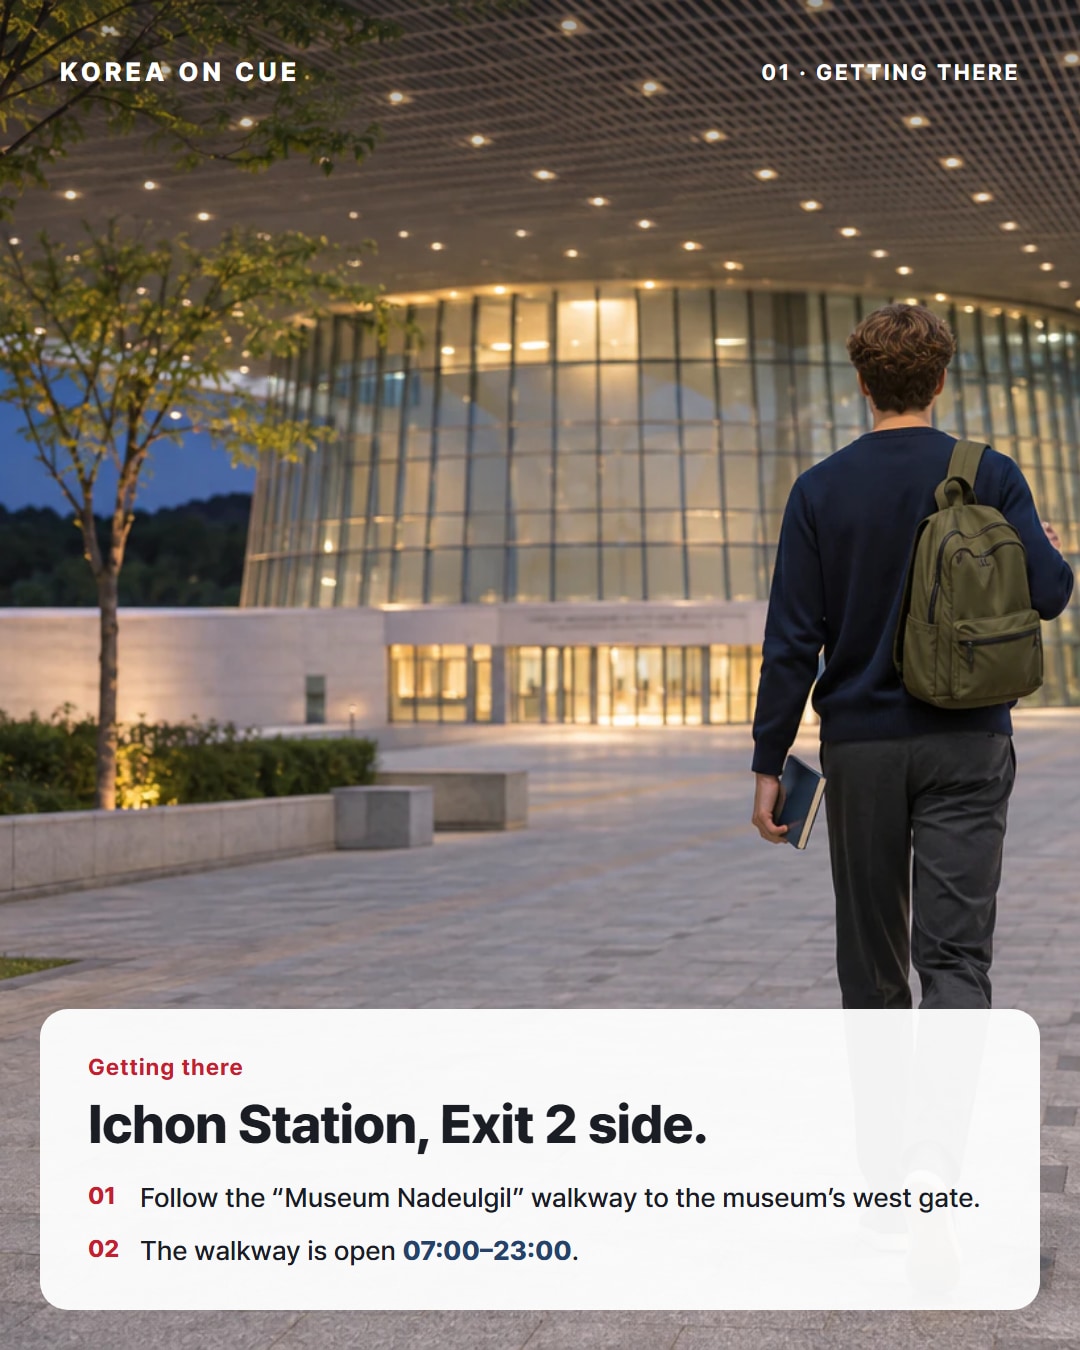 KOREA ON CUE.
01 · GETTING THERE
Getting there
Ichon Station, Exit 2 side.
01 Follow the “Museum Nadeulgil” walkway to the museum’s west gate.
02 The walkway is open 07:00–23:00.